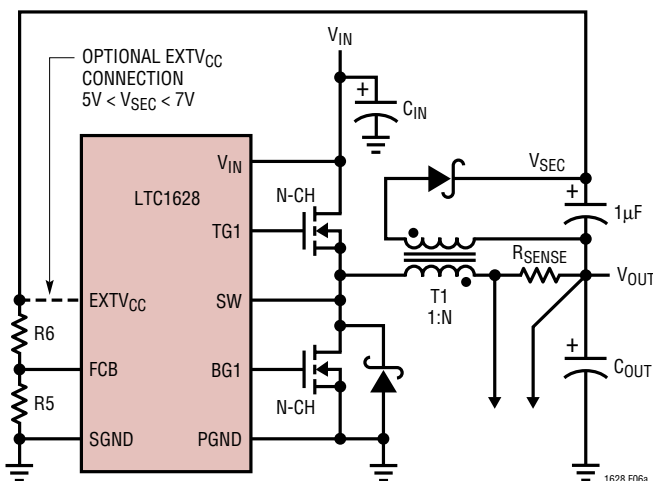 OPTIONAL EXTVCC
CONNECTION
5V < VSEC < 7V
VIN
+
CIN
VIN
LTC1628
N-CH
TG1
VSEC
+
1µF
RSENSE
VOUT
T1
1:N
EXTVCC
SW
R6
FCB
BG1
N-CH
+
COUT
R5
SGND
PGND
1628 F06a